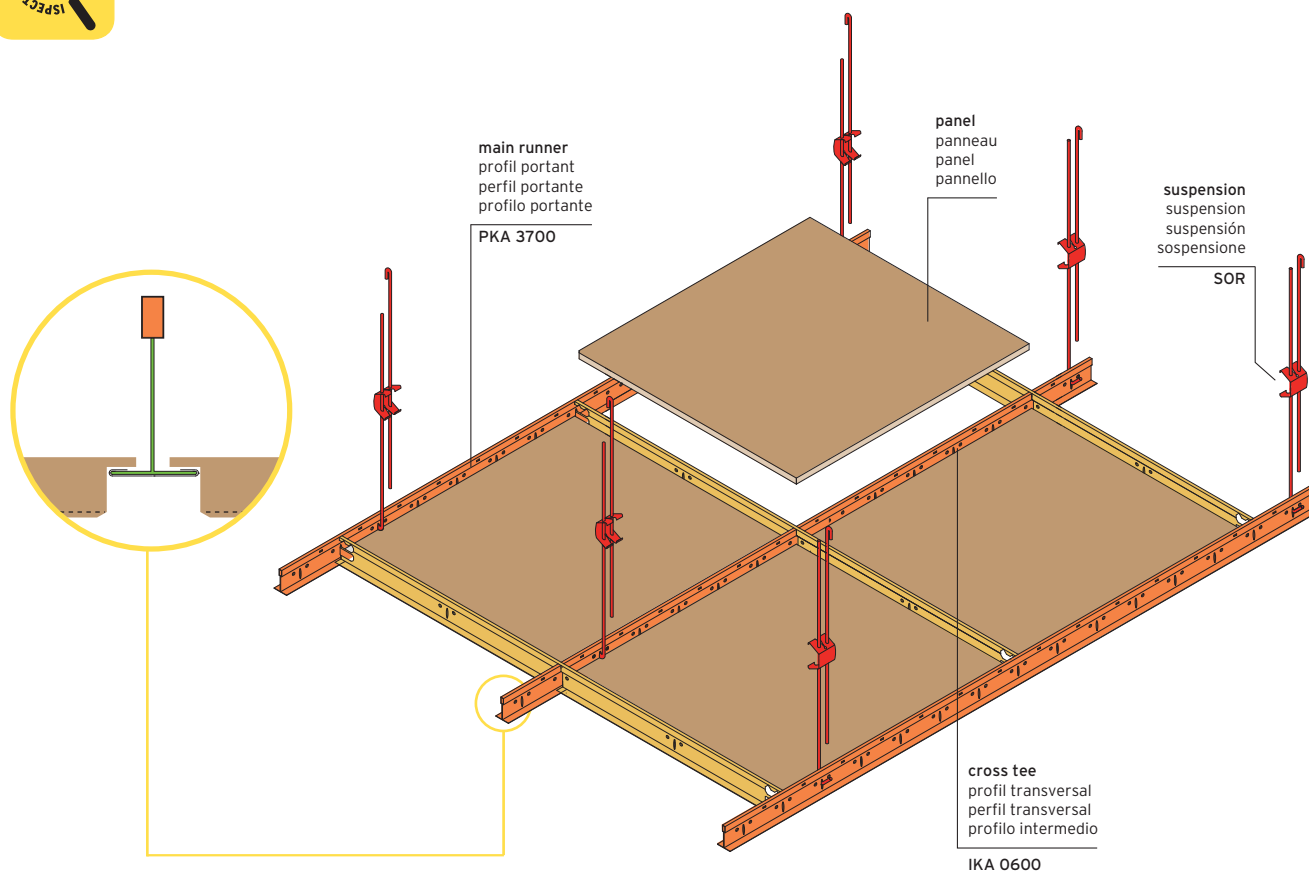 main runner
profil portant
perfil portante
profilo portante
PKA 3700
panel
panneau
panel
pannello
suspension
suspension
suspensión
sospensione
SOR
cross tee
profil transversal
perfil transversal
profilo intermedio
IKA 0600